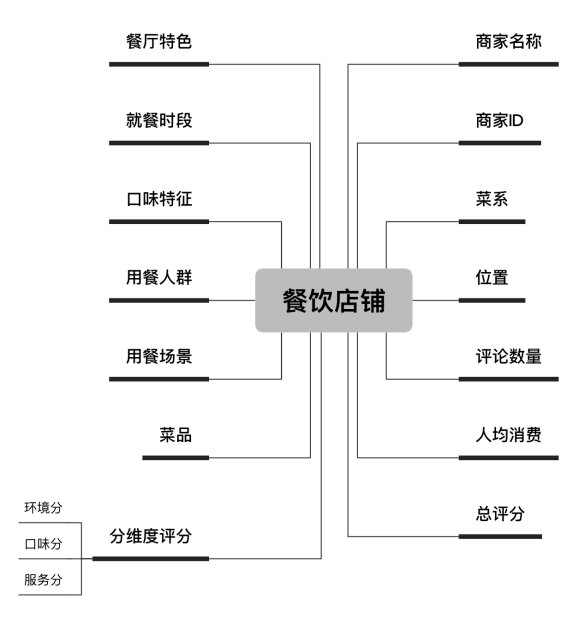 餐厅特色
商家名称
就餐时段
商家ID
口味特征
菜系
用餐人群
餐饮店铺
位置
用餐场景
评论数量
菜品
人均消费
分维度评分
总评分
环境分
口味分
服务分